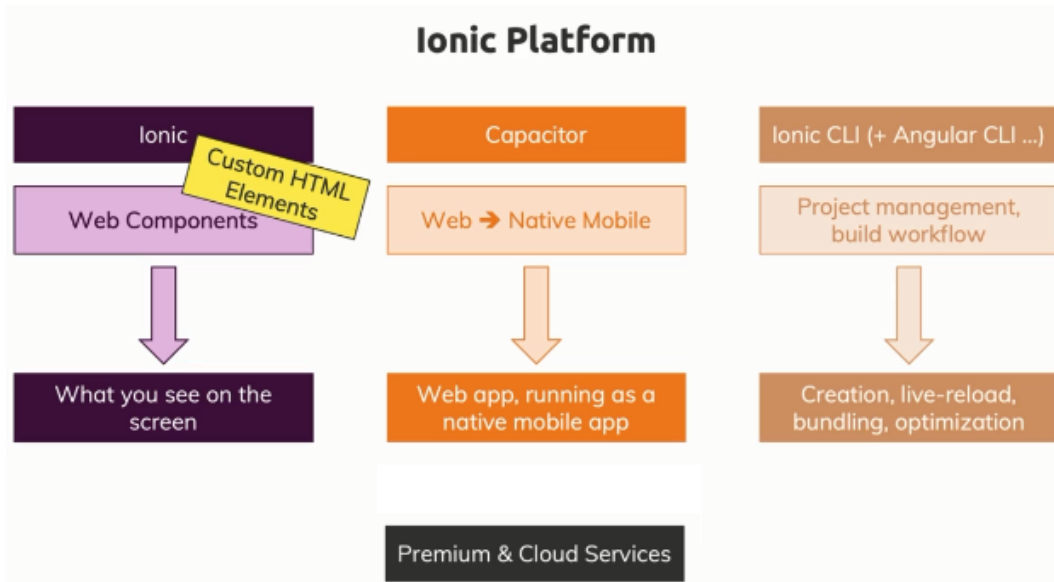 Ionic Platform
Ionic
Custom HTML
Elements
Web Components
What you see on the
screen
Capacitor
Web ➔ Native Mobile
Web app, running as a
native mobile app
Ionic CLI (+ Angular CLI ...)
Project management,
build workflow
Creation, live-reload,
bundling, optimization
Premium & Cloud Services